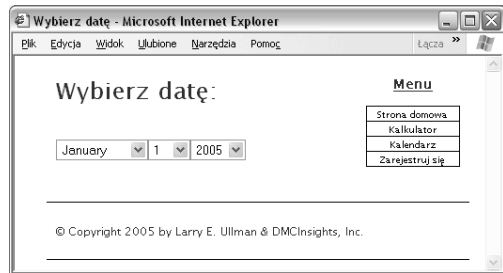 Wybierz datę - Microsoft Internet Explorer
Plik Edycja Widok Ulubione Narzędzia Pomoc Łącza »
Wybierz datę:
Menu
Strona domowa
Kalkulator
Kalendarz
Zarejestruj się
January 1 2005
© Copyright 2005 by Larry E. Ullman & DMCInsights, Inc.